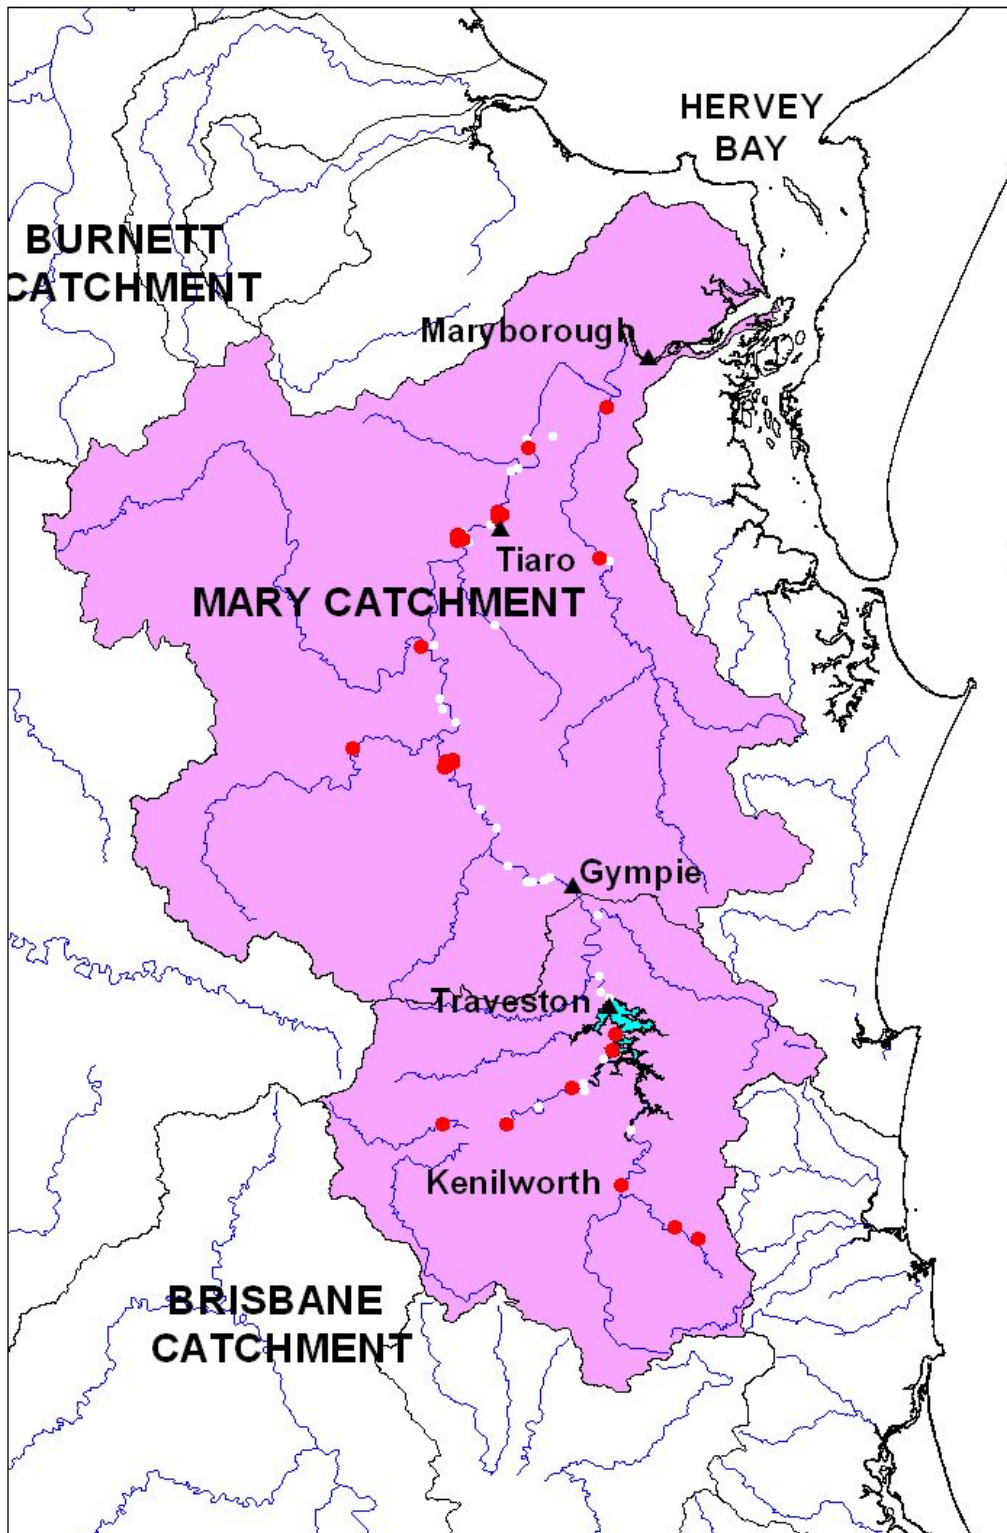 HERVEY
BAY
BURNETT
CATCHMENT
Maryborough
Tiaro
MARY CATCHMENT
Gympie
Traveston
Kenilworth
BRISBANE
CATCHMENT